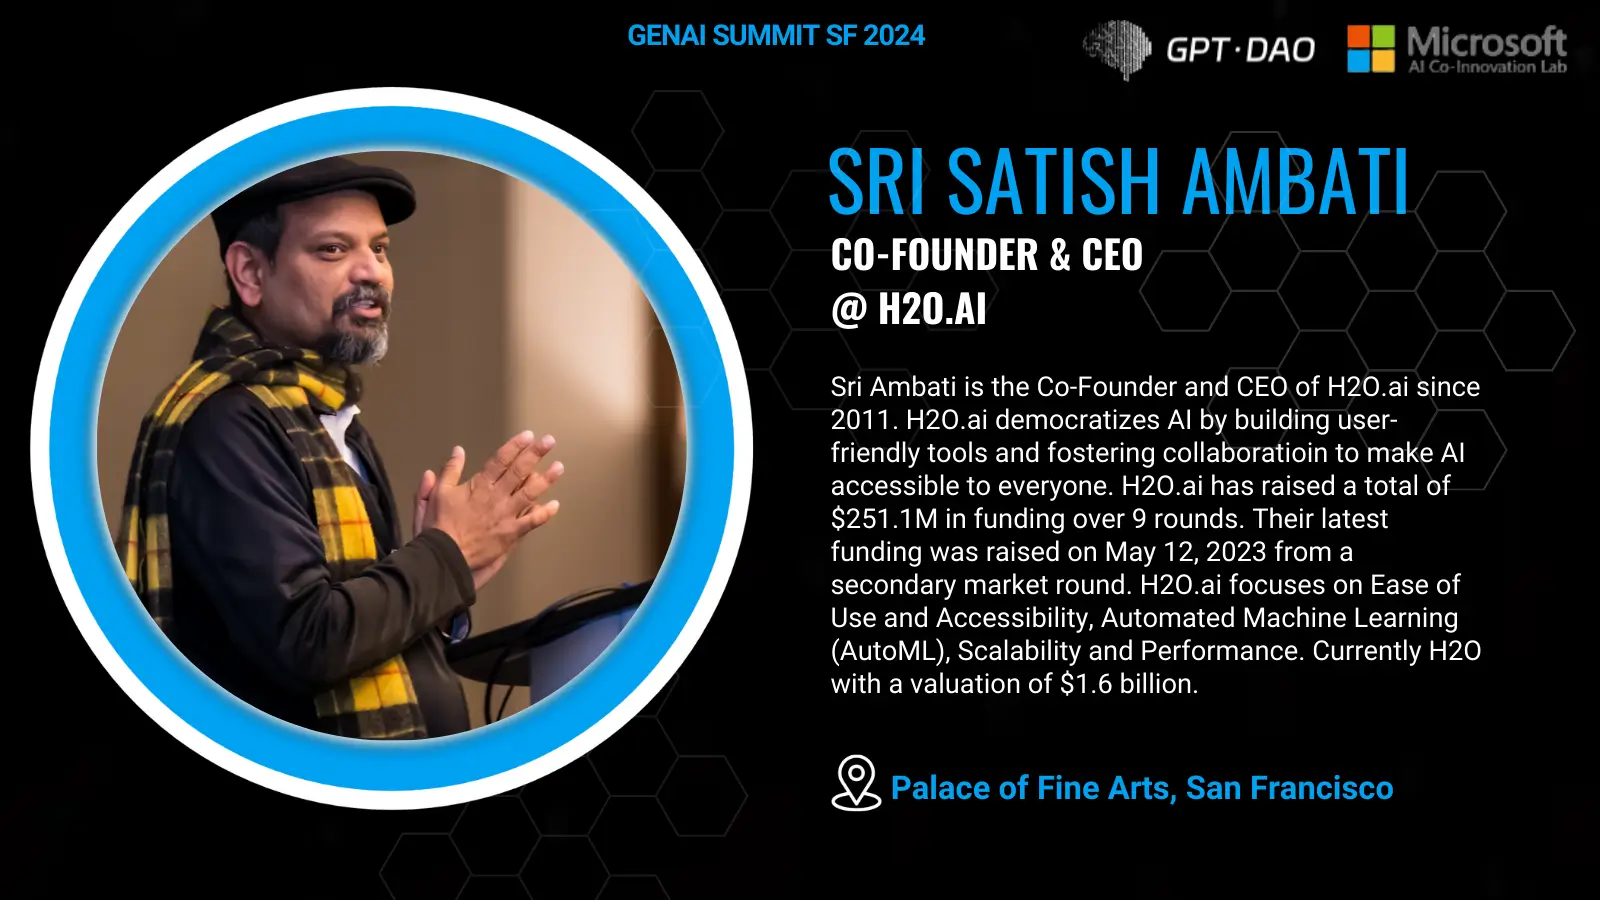 GENAI SUMMIT SF 2024
GPT·DAO
Microsoft
AI Co-Innovation Lab
SRI SATISH AMBATI
CO-FOUNDER & CEO
@ H2O.AI
Sri Ambati is the Co-Founder and CEO of H2O.ai since
2011. H2O.ai democratizes AI by building user-
friendly tools and fostering collaboratioin to make AI
accessible to everyone. H2O.ai has raised a total of
$251.1M in funding over 9 rounds. Their latest
funding was raised on May 12, 2023 from a
secondary market round. H2O.ai focuses on Ease of
Use and Accessibility, Automated Machine Learning
(AutoML), Scalability and Performance. Currently H2O
with a valuation of $1.6 billion.
Palace of Fine Arts, San Francisco